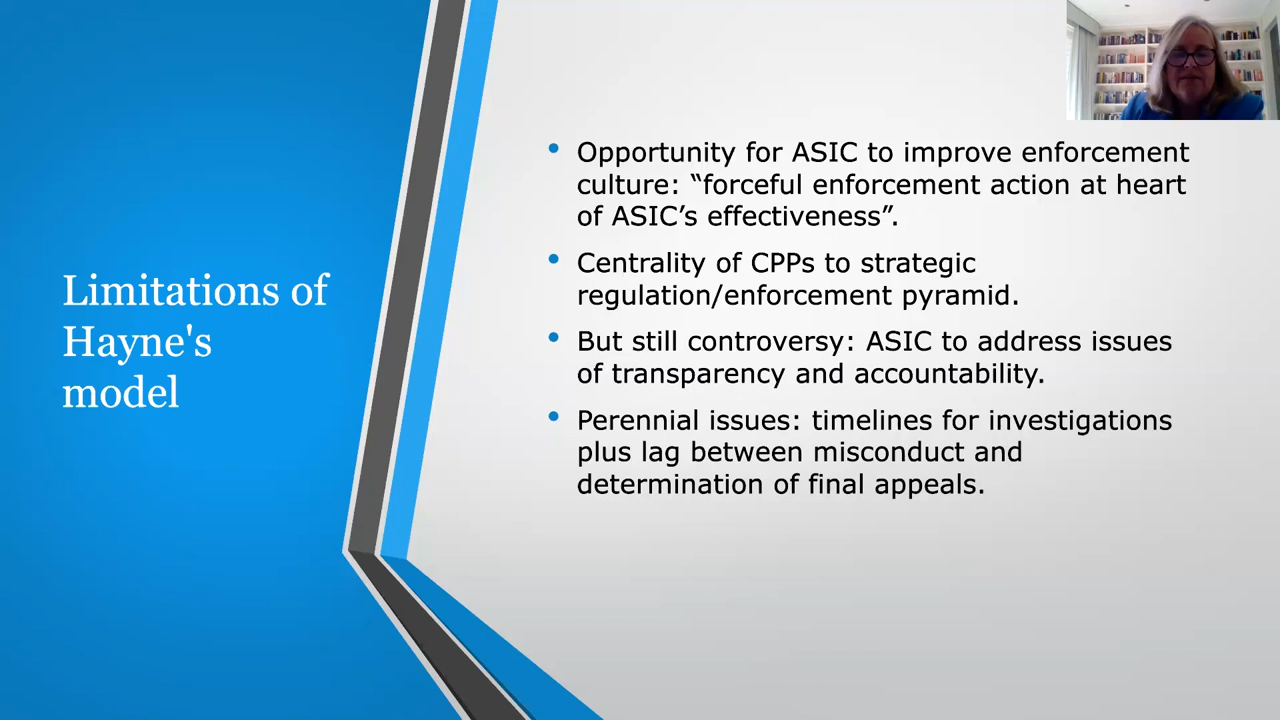 Limitations of
Hayne's
model
• Opportunity for ASIC to improve enforcement
culture: “forceful enforcement action at heart
of ASIC’s effectiveness”.
• Centrality of CPPs to strategic
regulation/enforcement pyramid.
• But still controversy: ASIC to address issues
of transparency and accountability.
• Perennial issues: timelines for investigations
plus lag between misconduct and
determination of final appeals.